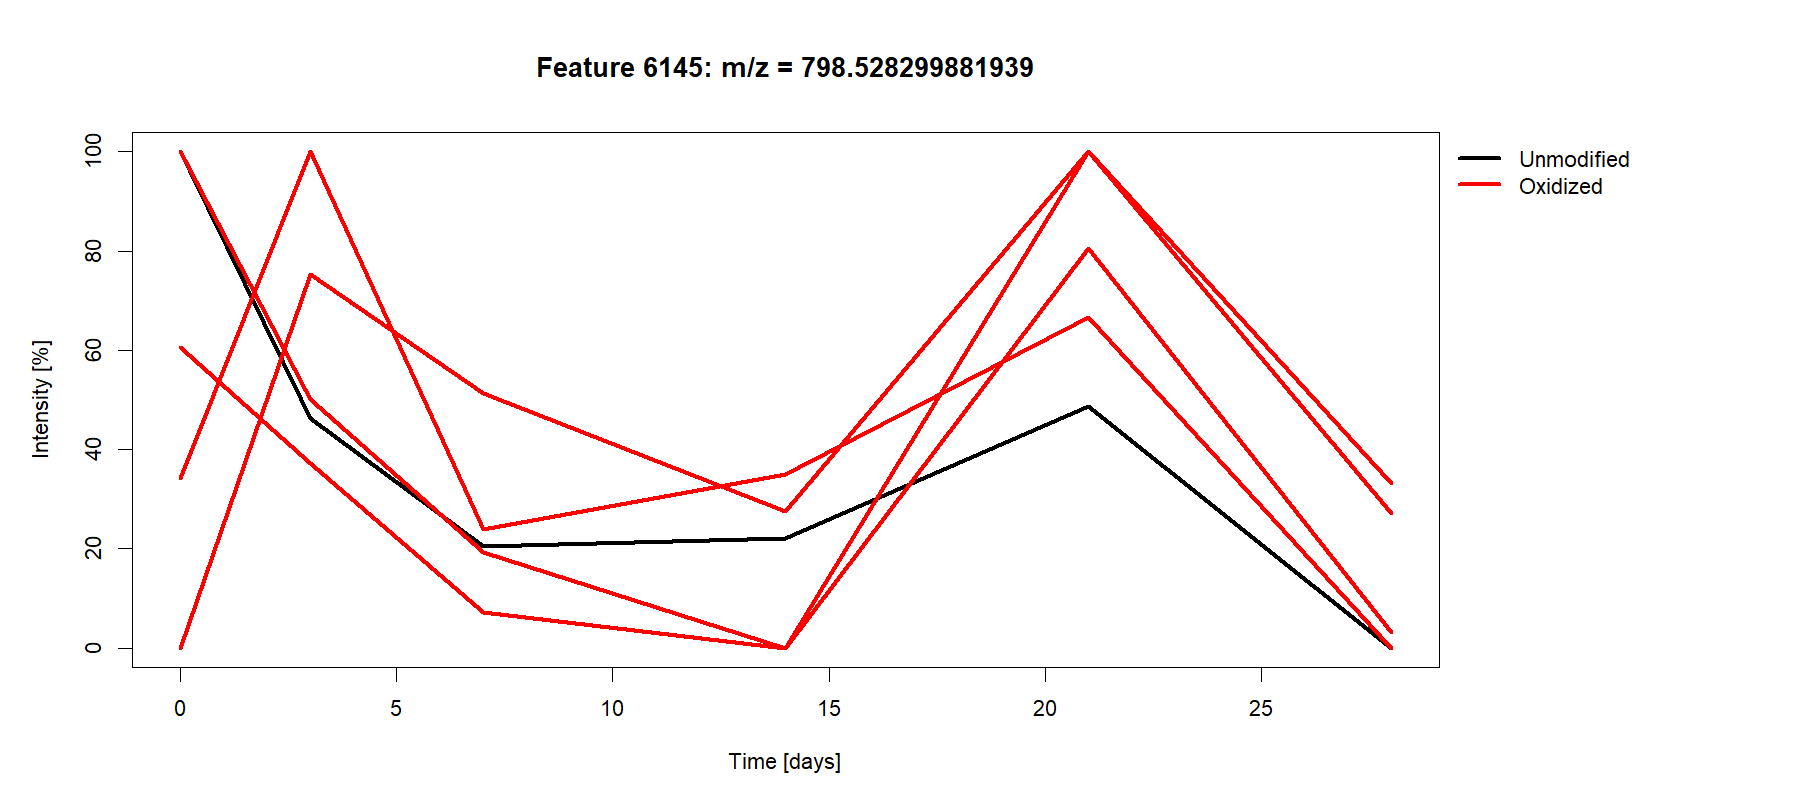 Feature 6145: m/z = 798.528299881939
100
80
60
40
20
0
Intensity [%]
0 5 10 15 20 25
Time [days]
Unmodified
Oxidized